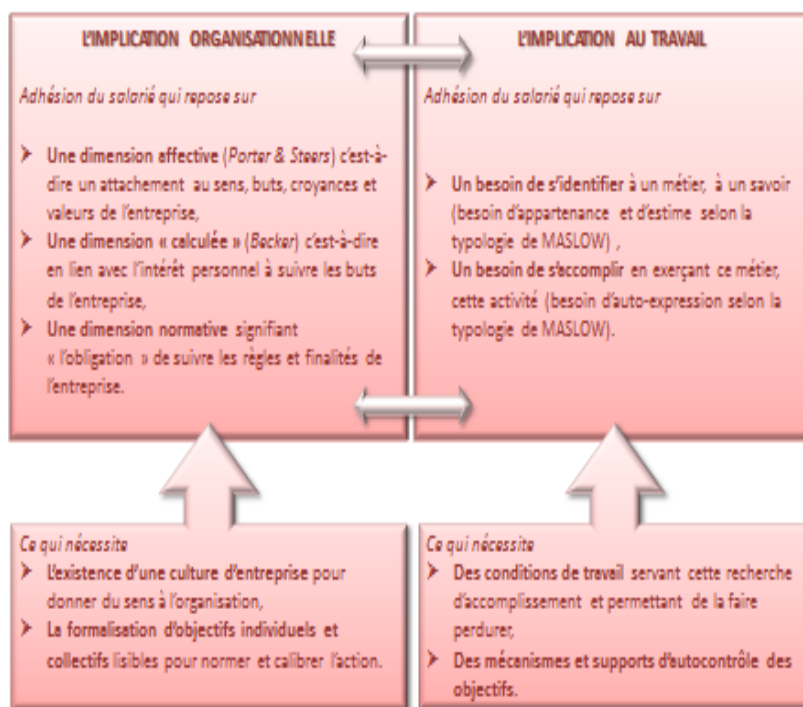 L'IMPLICATION ORGANISATIONNELLE
Adhésion du salarié qui repose sur
➤ Une dimension affective (Porter & Steers) c'est-à-
dire un attachement au sens, buts, croyances et
valeurs de l'entreprise,
➤ Une dimension « calculée » (Becker) c'est-à-dire
en lien avec l'intérêt personnel à suivre les buts
de l'entreprise,
➤ Une dimension normative signifiant
« l'obligation » de suivre les règles et finalités de
l'entreprise.
L'IMPLICATION AU TRAVAIL
Adhésion du salarié qui repose sur
➤ Un besoin de s'identifier à un métier, à un savoir
(besoin d'appartenance et d'estime selon la
typologie de MASLOW) ,
➤ Un besoin de s'accomplir en exerçant ce métier,
cette activité (besoin d'auto-expression selon la
typologie de MASLOW).
Ce qui nécessite
➤ L'existence d'une culture d'entreprise pour
donner du sens à l'organisation,
➤ La formalisation d'objectifs individuels et
collectifs lisibles pour normer et calibrer l'action.
Ce qui nécessite
➤ Des conditions de travail servant cette recherche
d'accomplissement et permettant de la faire
perdurer,
➤ Des mécanismes et supports d'autocontrôle des
objectifs.